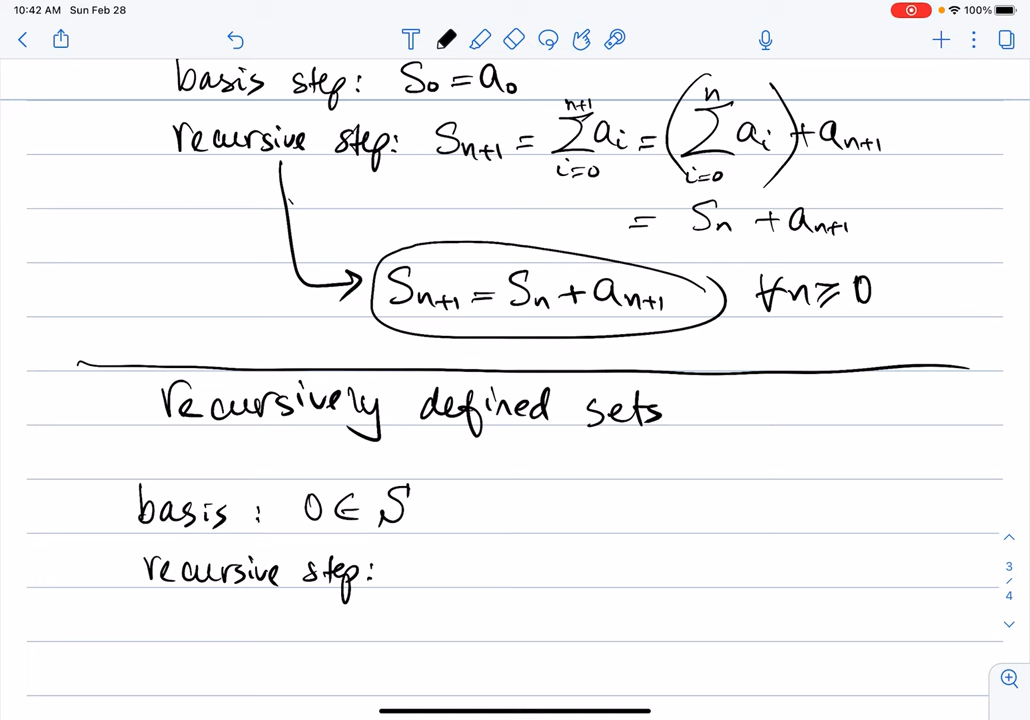 10:42 AM Sun Feb 28 100%
basis step: S₀ = a₀
recursive step: Sₙ₊₁ = ∑ᵢ₌₀ⁿ⁺¹ aᵢ = (∑ᵢ₌₀ⁿ aᵢ) + aₙ₊₁
= Sₙ + aₙ₊₁
Sₙ₊₁ = Sₙ + aₙ₊₁ ∀n ⩾ 0
recursively defined sets
basis: 0 ∈ S
recursive step:
3
/
4